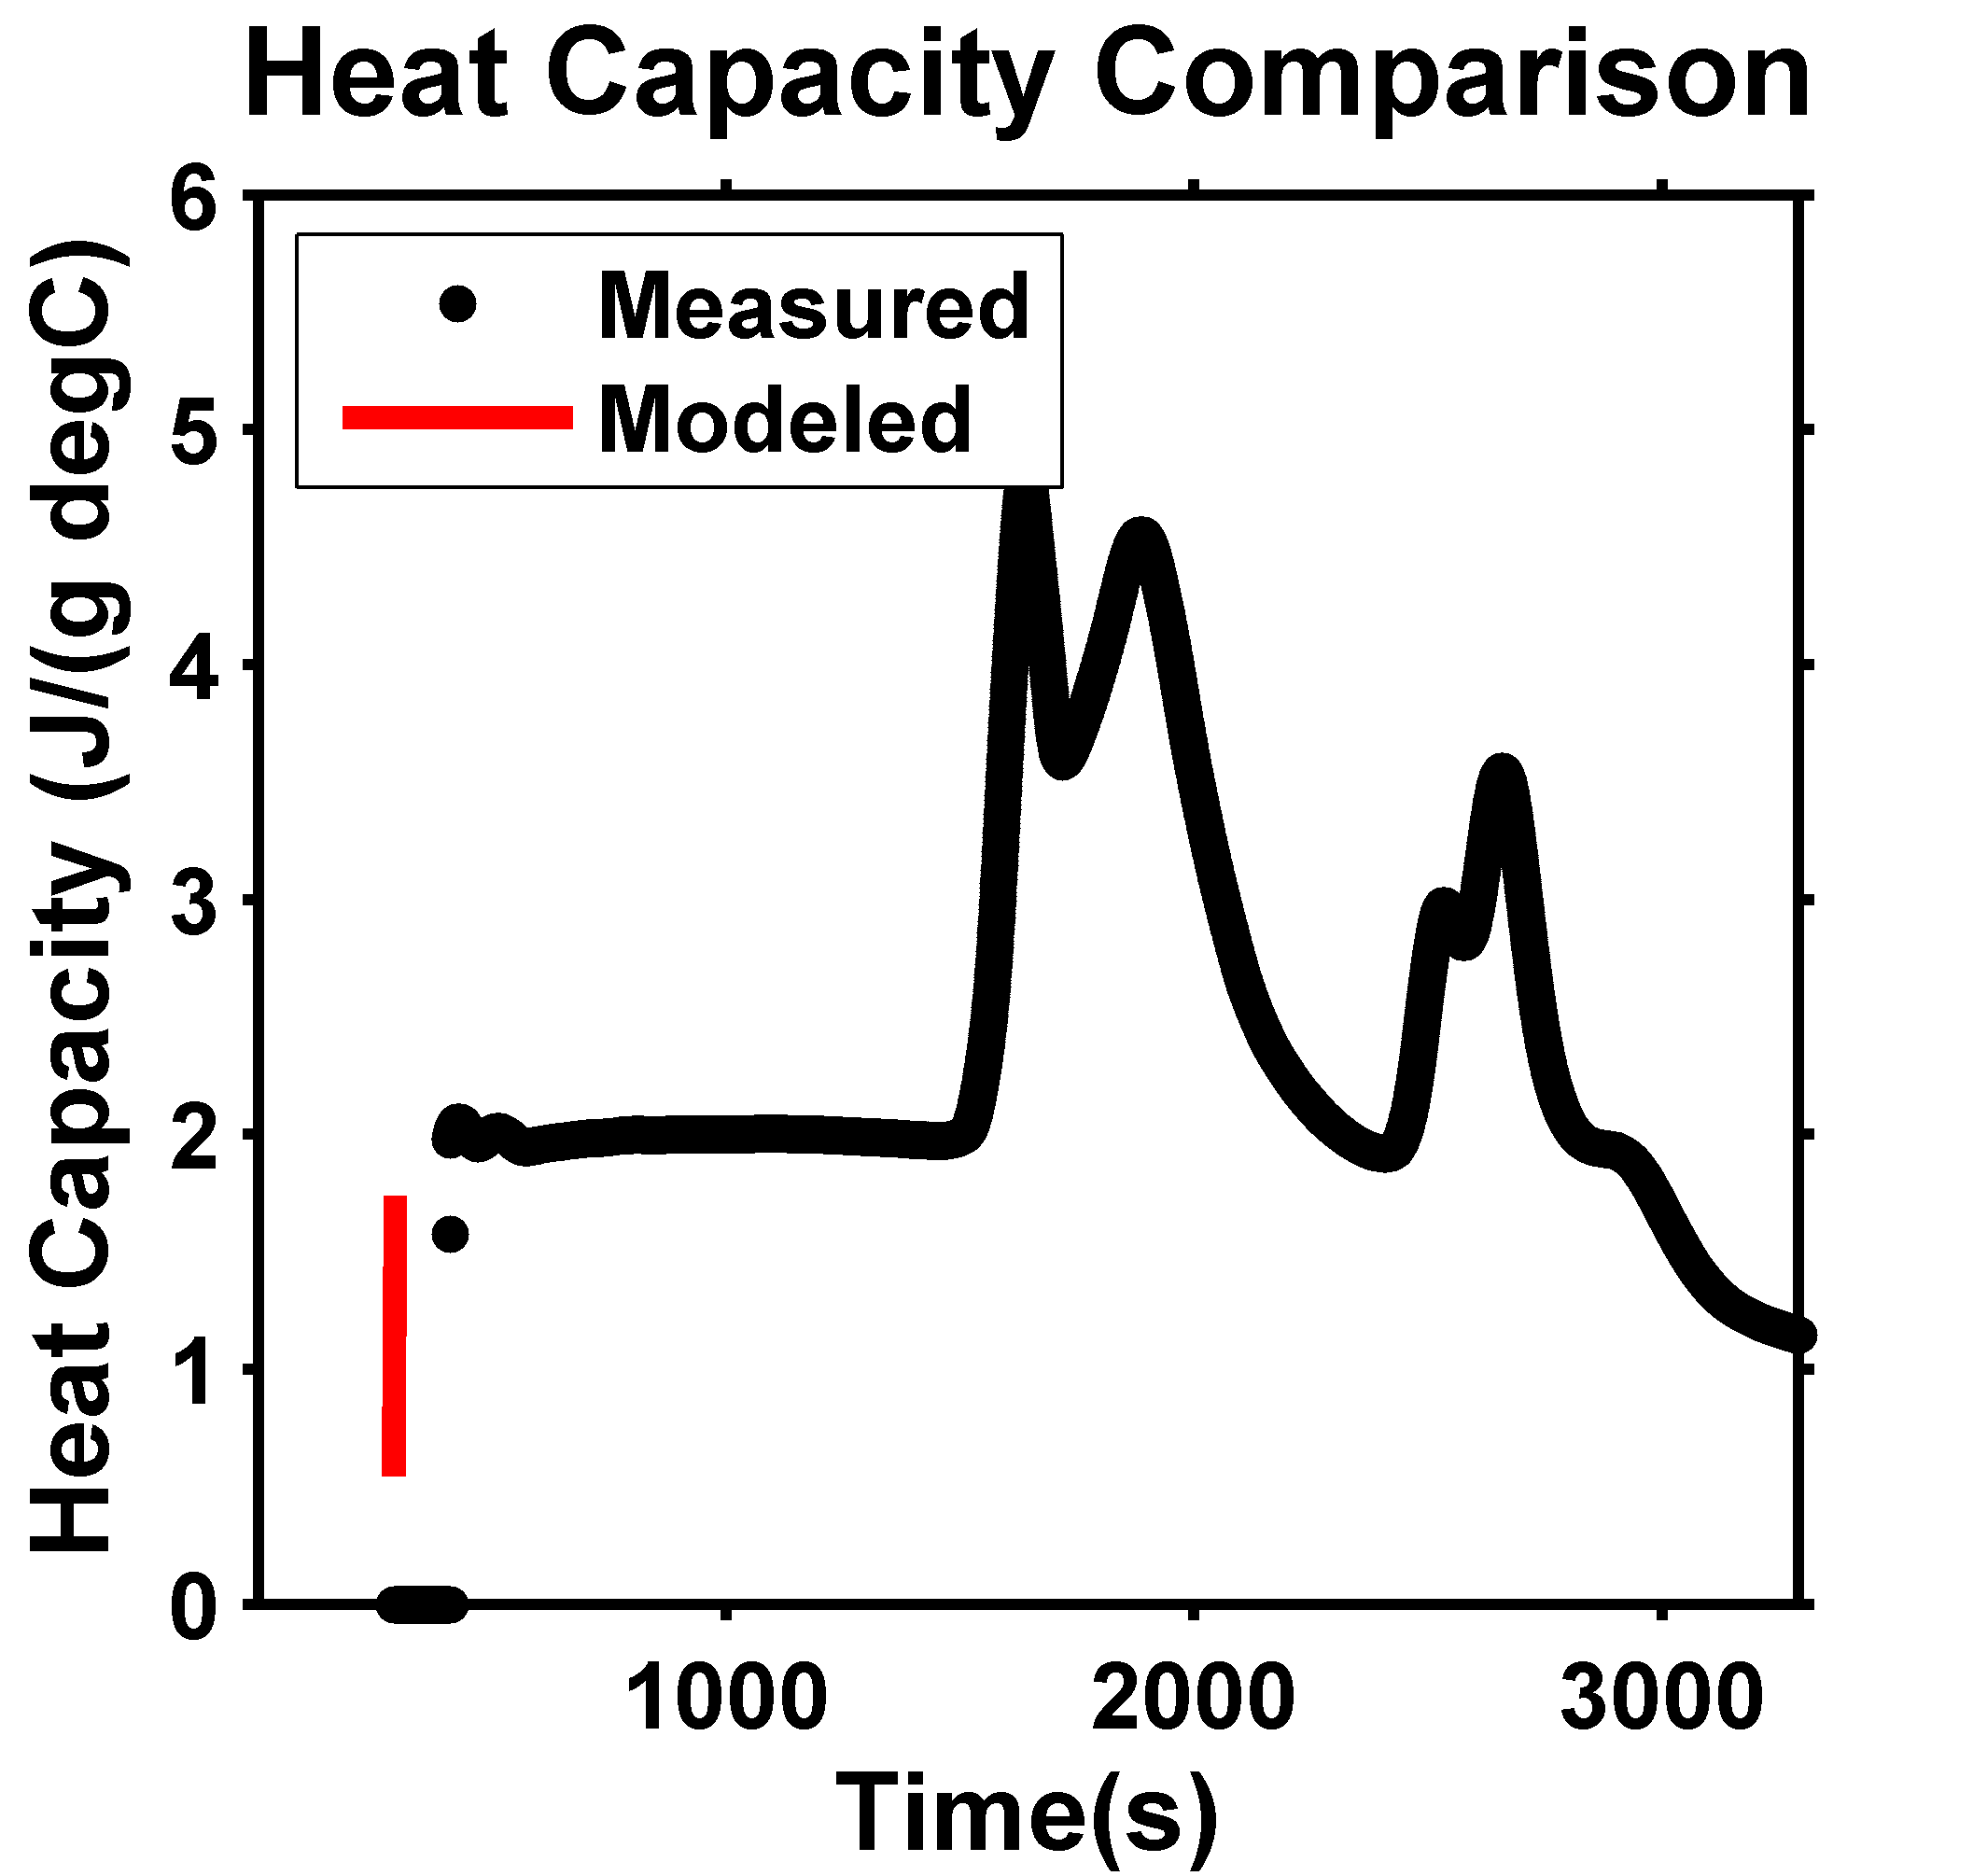 Heat Capacity Comparison
Heat Capacity (J/(g degC)
6
5
4
3
2
1
0
Measured
Modeled
1000 2000 3000
Time(s)